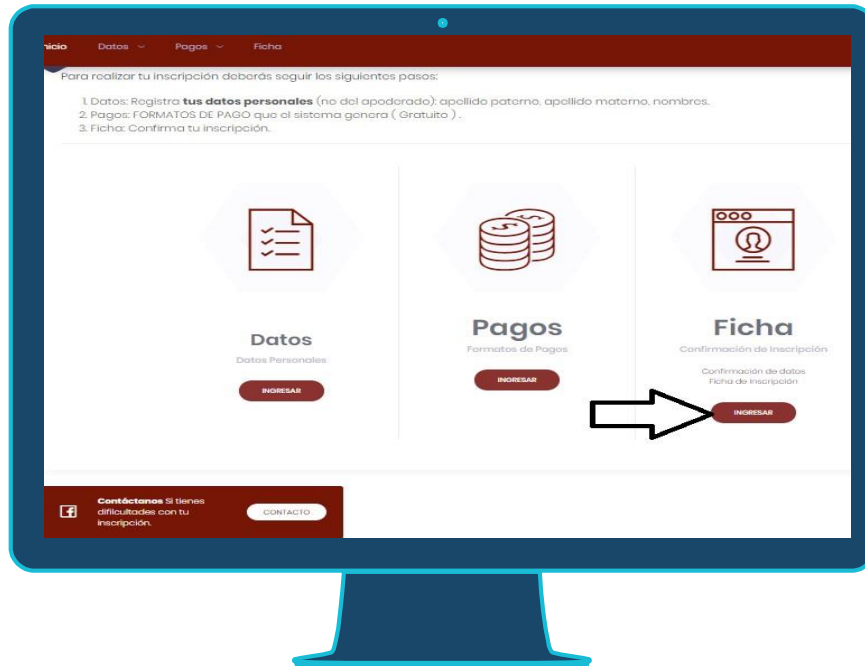 nicio Datos Pagos Ficha
Para realizar tu inscripción deberás seguir los siguientes pasos:
1. Datos: Registra tus datos personales (no del apoderado): apellido paterno, apellido materno, nombres.
2. Pagos: FORMATOS DE PAGO que el sistema genera ( Gratuito ) .
3. Ficha: Confirma tu inscripción.
Datos
Datos Personales
INGRESAR
Pagos
Formatos de Pagos
INGRESAR
Ficha
Confirmación de Inscripción
Confirmación de datos
Ficha de Inscripción
INGRESAR
Contáctanos Si tienes
dificultades con tu
inscripción.
CONTACTO